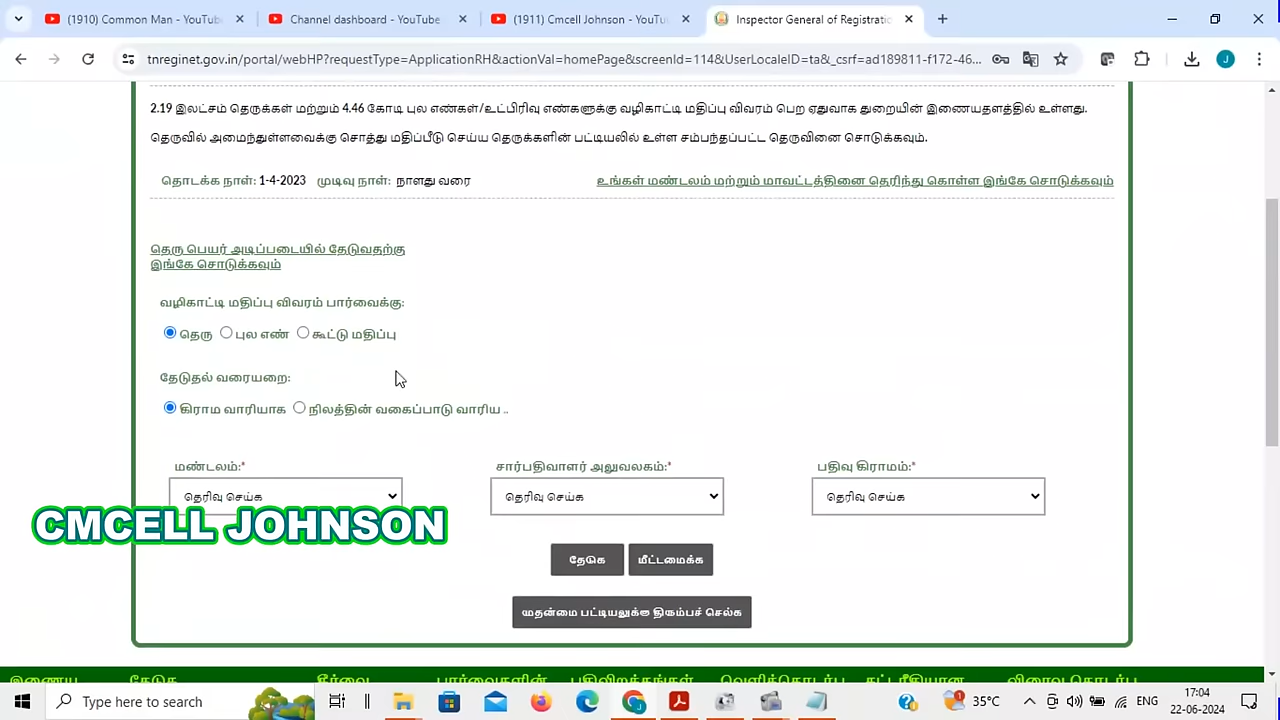 (1910) Common Man - YouTub
Channel dashboard - YouTube
(1911) Cmcell Johnson - YouTu
Inspector General of Registratio
tnreginet.gov.in/portal/webHP?requestType=ApplicationRH&actionVal=homePage&screenId=114&UserLocaleID=ta&_csrf=ad189811-f172-46...
J
2.19 இலட்சம் தெருக்கள் மற்றும் 4.46 கோடி புல எண்கள்/உட்பிரிவு எண்களுக்கு வழிகாட்டி மதிப்பு விவரம் பெற ஏதுவாக துறையின் இணையதளத்தில் உள்ளது.
தெருவில் அமைந்துள்ளவைக்கு சொத்து மதிப்பீடு செய்ய தெருக்களின் பட்டியலில் உள்ள சம்பந்தப்பட்ட தெருவினை சொடுக்கவும்.
தொடக்க நாள்: 1-4-2023 முடிவு நாள்: நாளது வரை
உங்கள் மண்டலம் மற்றும் மாவட்டத்தினை தெரிந்து கொள்ள இங்கே சொடுக்கவும்
தெரு பெயர் அடிப்படையில் தேடுவதற்கு
இங்கே சொடுக்கவும்
வழிகாட்டி மதிப்பு விவரம் பார்வைக்கு:
தெரு புல எண் கூட்டு மதிப்பு
தேடுதல் வரையறை:
கிராம வாரியாக நிலத்தின் வகைப்பாடு வாரிய ..
மண்டலம்:* சார்பதிவாளர் அலுவலகம்:* பதிவு கிராமம்:*
தெரிவு செய்க தெரிவு செய்க தெரிவு செய்க
CMCELL JOHNSON
தேடுக மீட்டமைக்க
முதன்மை பட்டியலுக்கு திரும்பச் செல்க
Type here to search
35°C
ENG
17:04
22-06-2024